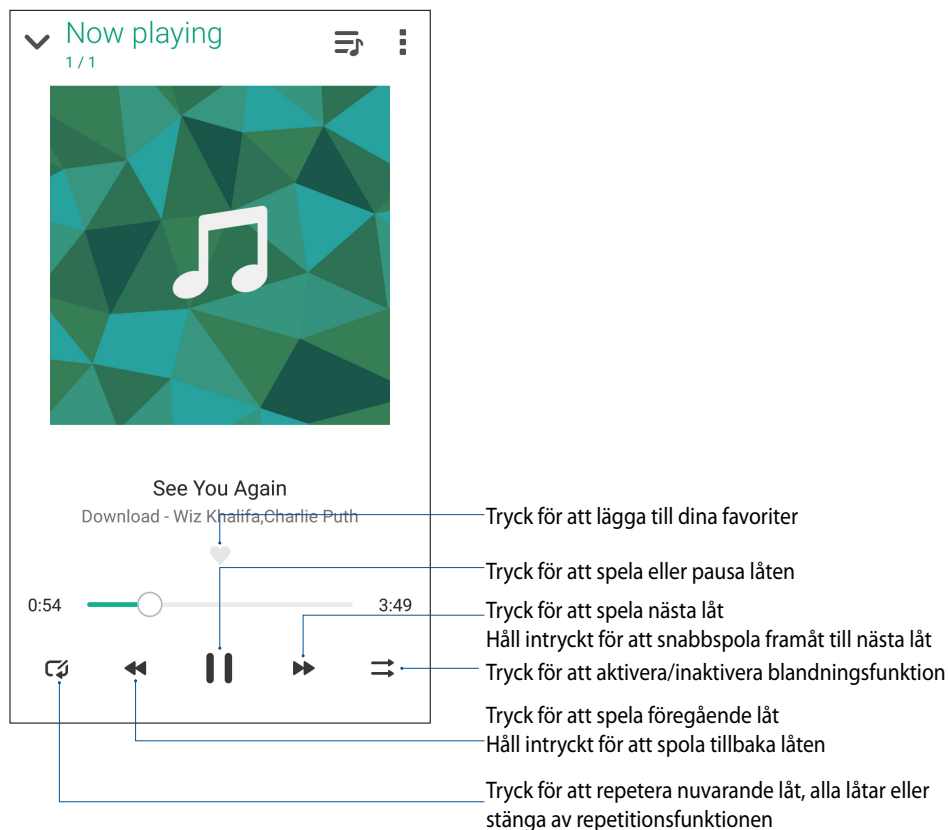 Now playing
1 / 1
See You Again
Download - Wiz Khalifa,Charlie Puth
0:54
3:49
Tryck för att lägga till dina favoriter
Tryck för att spela eller pausa låten
Tryck för att spela nästa låt
Håll intryckt för att snabbspola framåt till nästa låt
Tryck för att aktivera/inaktivera blandningsfunktion
Tryck för att spela föregående låt
Håll intryckt för att spola tillbaka låten
Tryck för att repetera nuvarande låt, alla låtar eller
stänga av repetitionsfunktionen